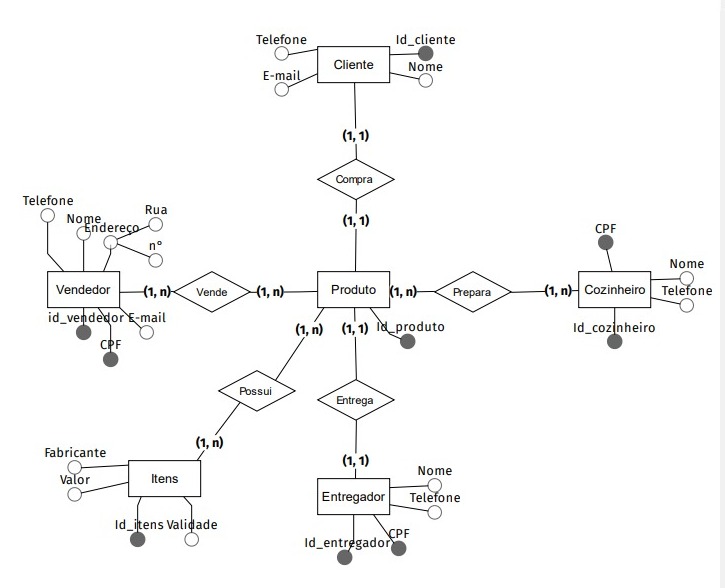 Telefone
Id_cliente
Cliente
E-mail
Nome
(1, 1)
Compra
(1, 1)
Telefone
Nome
Endereço
Rua
n°
CPF
Nome
Telefone
Vendedor
(1, n)
Vende
(1, n)
Produto
(1, n)
Prepara
(1, n)
Cozinheiro
id_vendedor
E-mail
CPF
(1, n)
(1, 1)
Id_produto
Id_cozinheiro
Possui
Entrega
(1, n)
(1, 1)
Fabricante
Valor
Itens
Id_itens
Validade
Entregador
Nome
Telefone
Id_entregador
CPF